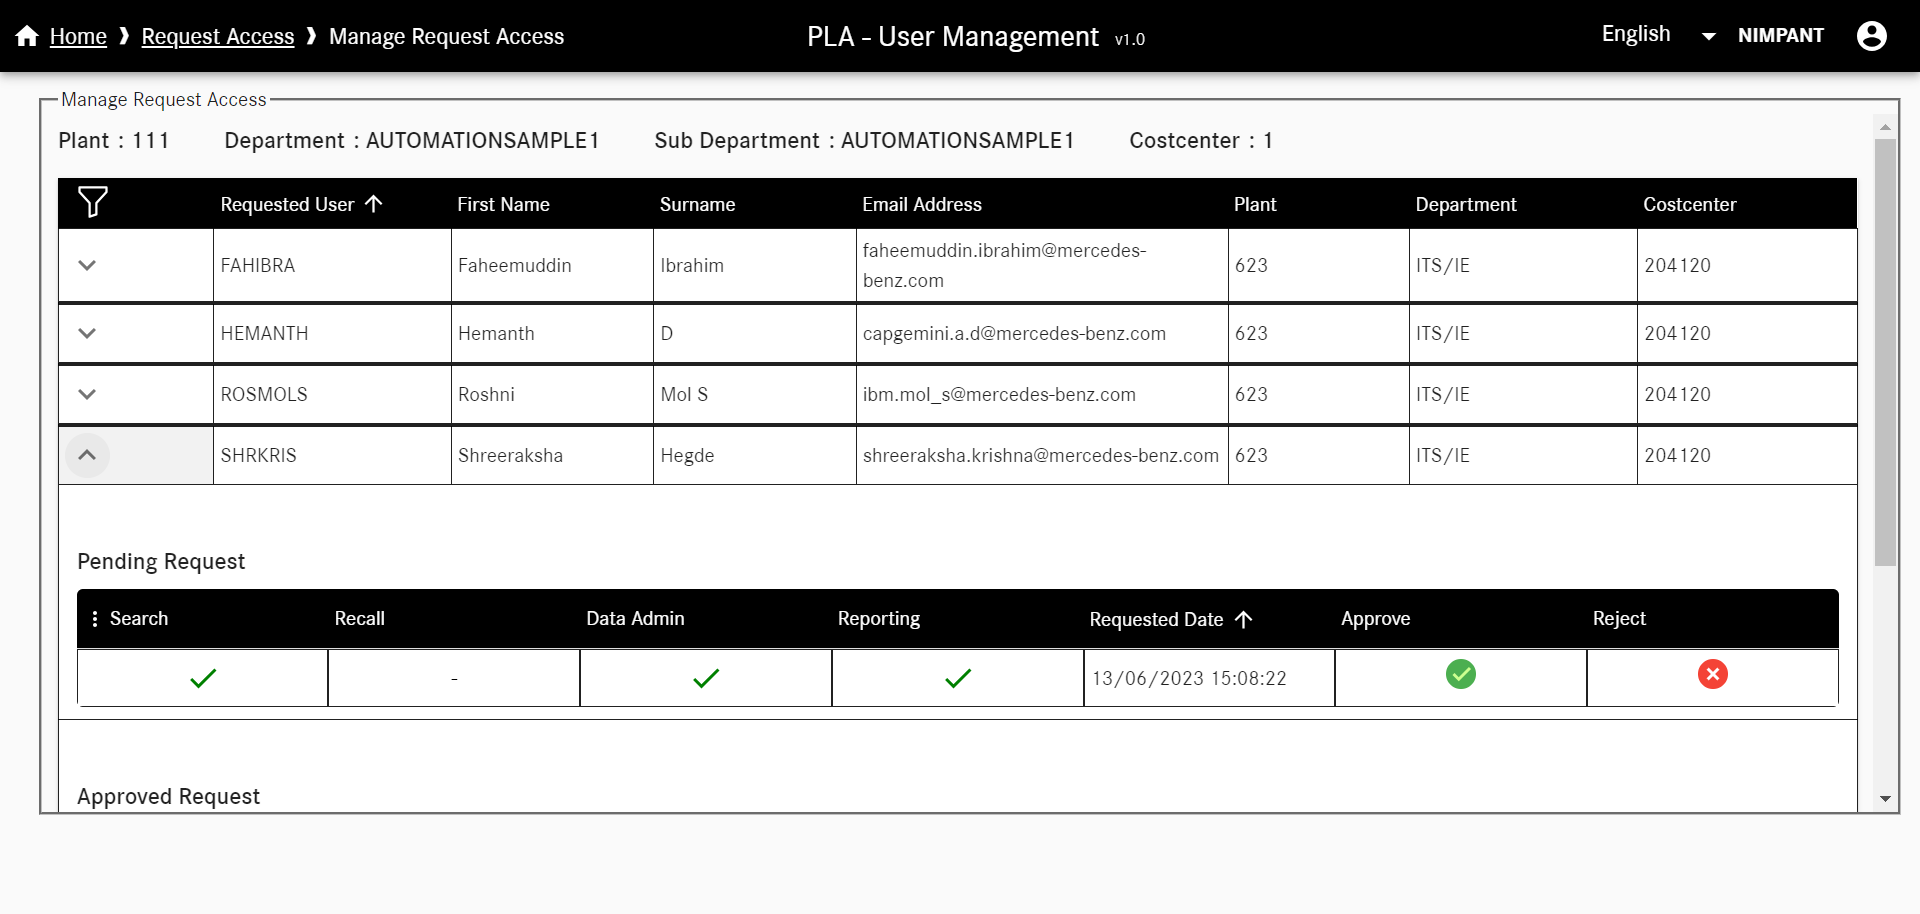 Home ❱ Request Access ❱ Manage Request Access
PLA - User Management v1.0
English
NIMPANT
Manage Request Access
Plant : 111 Department : AUTOMATIONSAMPLE1 Sub Department : AUTOMATIONSAMPLE1 Costcenter : 1
Requested User First Name Surname Email Address Plant Department Costcenter
FAHIBRA Faheemuddin Ibrahim faheemuddin.ibrahim@mercedes-
benz.com 623 ITS/IE 204120
HEMANTH Hemanth D capgemini.a.d@mercedes-benz.com 623 ITS/IE 204120
ROSMOLS Roshni Mol S ibm.mol_s@mercedes-benz.com 623 ITS/IE 204120
SHRKRIS Shreeraksha Hegde shreeraksha.krishna@mercedes-benz.com 623 ITS/IE 204120
Pending Request
Search Recall Data Admin Reporting Requested Date Approve Reject
- 13/06/2023 15:08:22
Approved Request